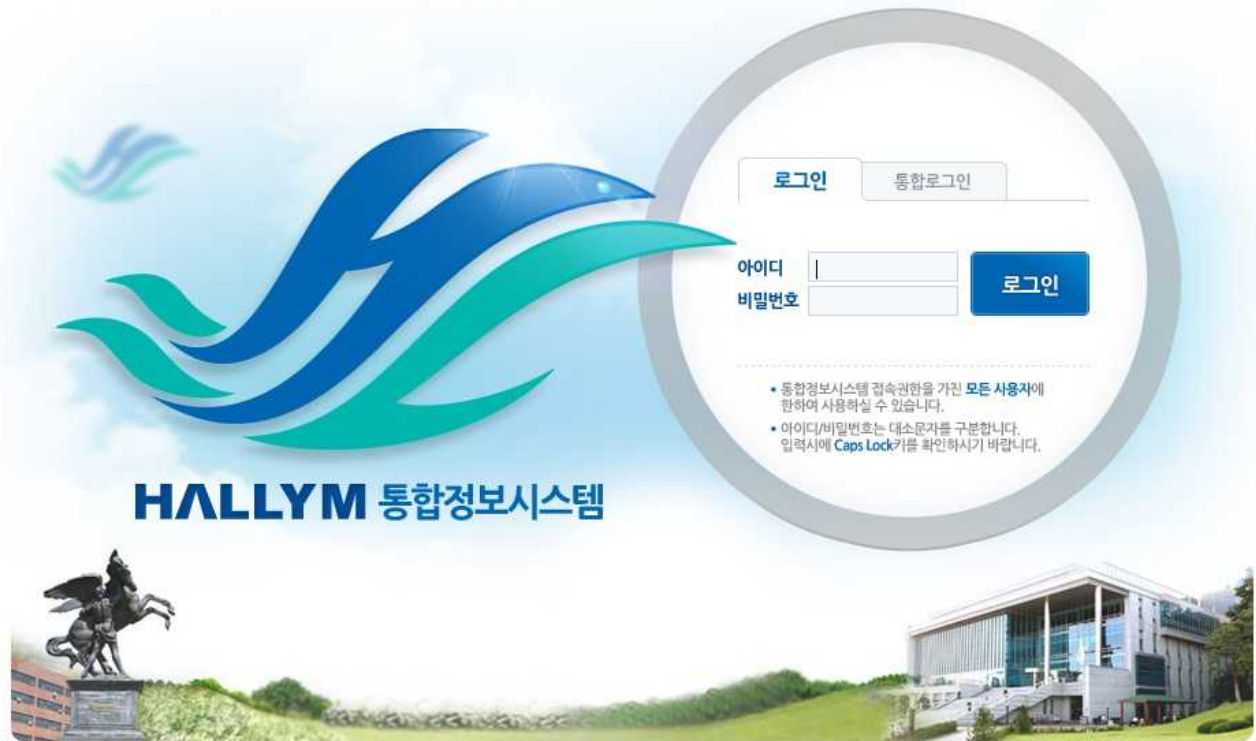 로그인
통합로그인
아이디
비밀번호
로그인
• 통합정보시스템 접속권한을 가진 모든 사용자에
한하여 사용하실 수 있습니다.
• 아이디/비밀번호는 대소문자를 구분합니다.
입력시에 Caps Lock키를 확인하시기 바랍니다.
HALLYM 통합정보시스템